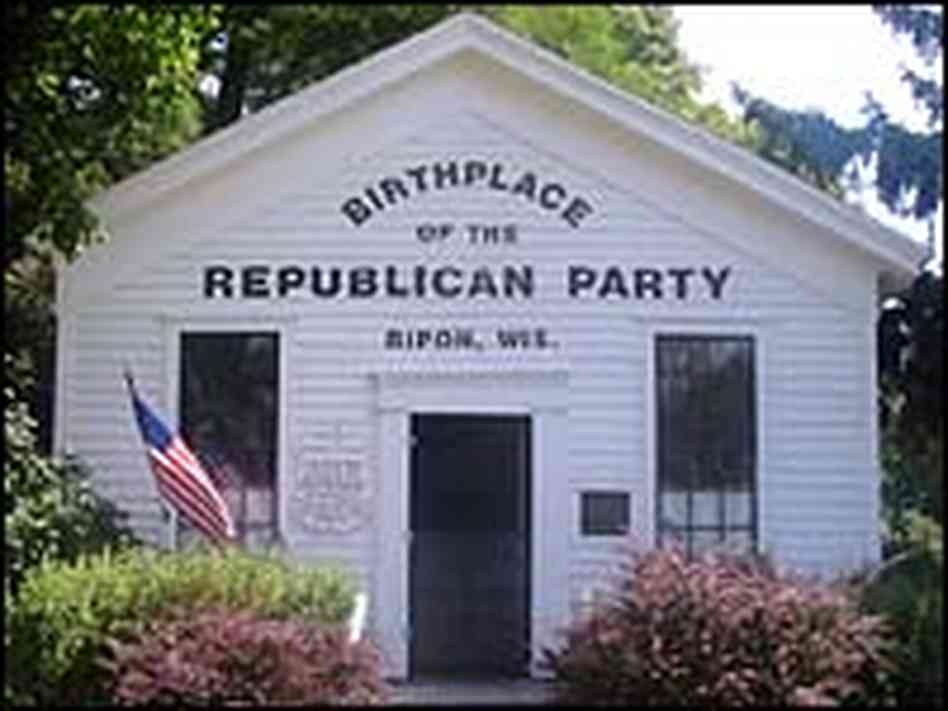 BIRTHPLACE
OF THE
REPUBLICAN PARTY
RIPON, WIS.